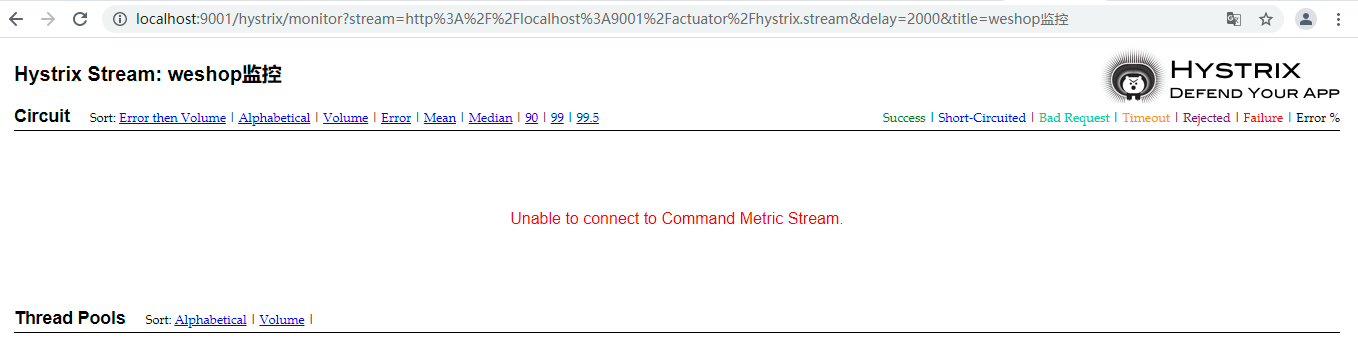 localhost:9001/hystrix/monitor?stream=http%3A%2F%2Flocalhost%3A9001%2Factuator%2Fhystrix.stream&delay=2000&title=weshop监控
Hystrix Stream: weshop监控
HYSTRIX
DEFEND YOUR APP
Circuit Sort: Error then Volume | Alphabetical | Volume | Error | Mean | Median | 90 | 99 | 99.5
Success | Short-Circuited | Bad Request | Timeout | Rejected | Failure | Error %
Unable to connect to Command Metric Stream.
Thread Pools Sort: Alphabetical | Volume |